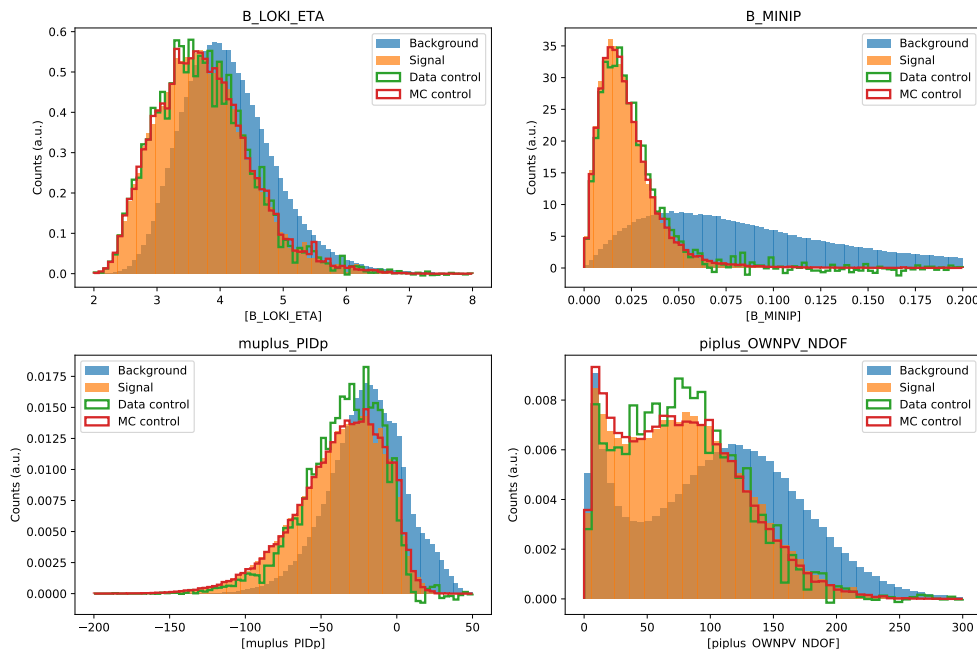 B_LOKI_ETA
Counts (a.u.)
0.6
0.5
0.4
0.3
0.2
0.1
0.0
2 3 4 5 6 7 8
[B_LOKI_ETA]
Background
Signal
Data control
MC control
B_MINIP
Counts (a.u.)
35
30
25
20
15
10
5
0
0.000 0.025 0.050 0.075 0.100 0.125 0.150 0.175 0.200
[B_MINIP]
Background
Signal
Data control
MC control
muplus_PIDp
Counts (a.u.)
0.0175
0.0150
0.0125
0.0100
0.0075
0.0050
0.0025
0.0000
−200 −150 −100 −50 0 50
[muplus_PIDp]
Background
Signal
Data control
MC control
piplus_OWNPV_NDOF
Counts (a.u.)
0.008
0.006
0.004
0.002
0.000
0 50 100 150 200 250 300
[piplus_OWNPV_NDOF]
Background
Signal
Data control
MC control